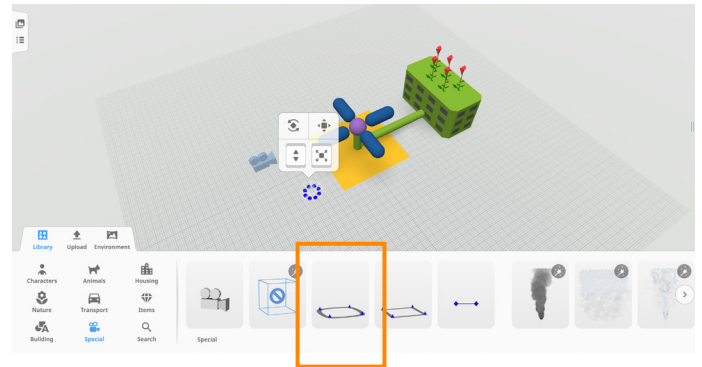 Library Upload Environment
Characters Animals Housing
Nature Transport Items
Building Special Search
Special